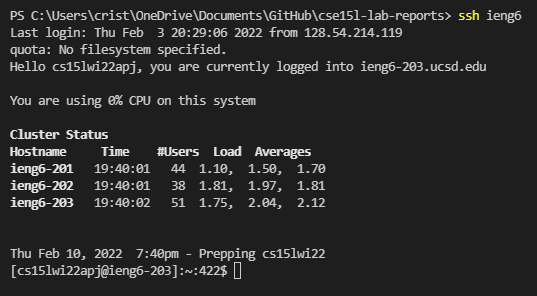 PS C:\Users\crist\OneDrive\Documents\GitHub\cse15l-lab-reports> ssh ieng6
Last login: Thu Feb  3 20:29:06 2022 from 128.54.214.119
quota: No filesystem specified.
Hello cs15lwi22apj, you are currently logged into ieng6-203.ucsd.edu
You are using 0% CPU on this system
Cluster Status
Hostname     Time    #Users  Load  Averages
ieng6-201   19:40:01   44  1.10,  1.50,  1.70
ieng6-202   19:40:01   38  1.81,  1.97,  1.81
ieng6-203   19:40:02   51  1.75,  2.04,  2.12
Thu Feb 10, 2022  7:40pm - Prepping cs15lwi22
[cs15lwi22apj@ieng6-203]:~:422$